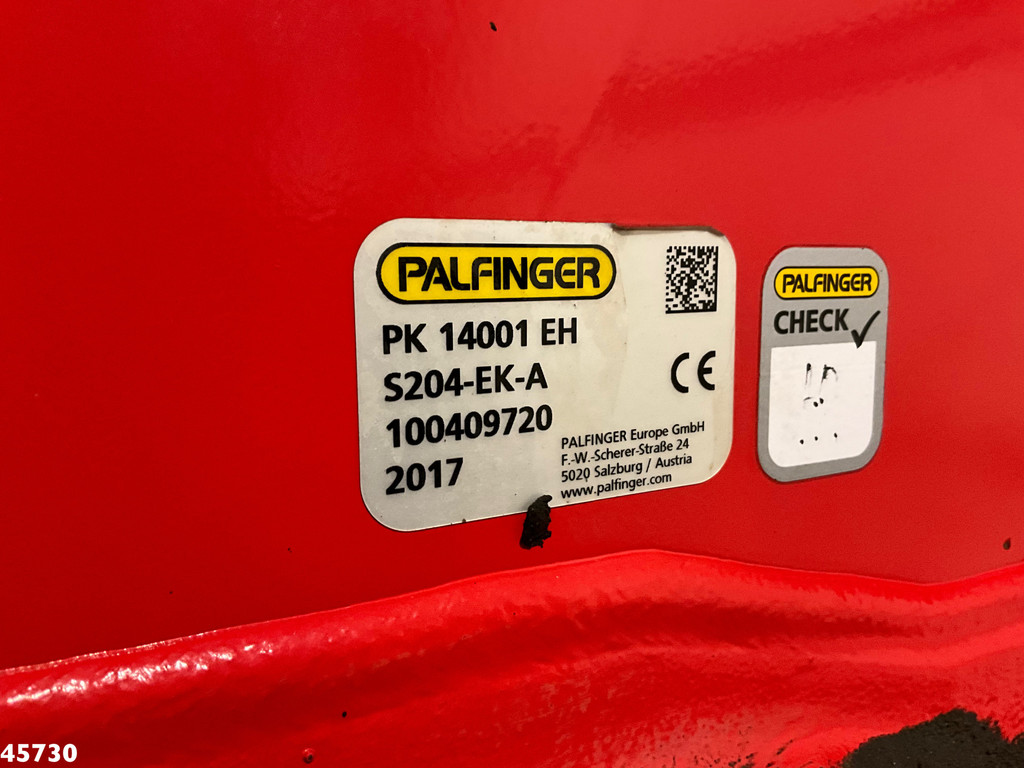 PALFINGER
PK 14001 EH
S204-EK-A
100409720
2017
PALFINGER Europe GmbH
F.-W.-Scherer-Straße 24
5020 Salzburg / Austria
www.palfinger.com
PALFINGER
CHECK
45730